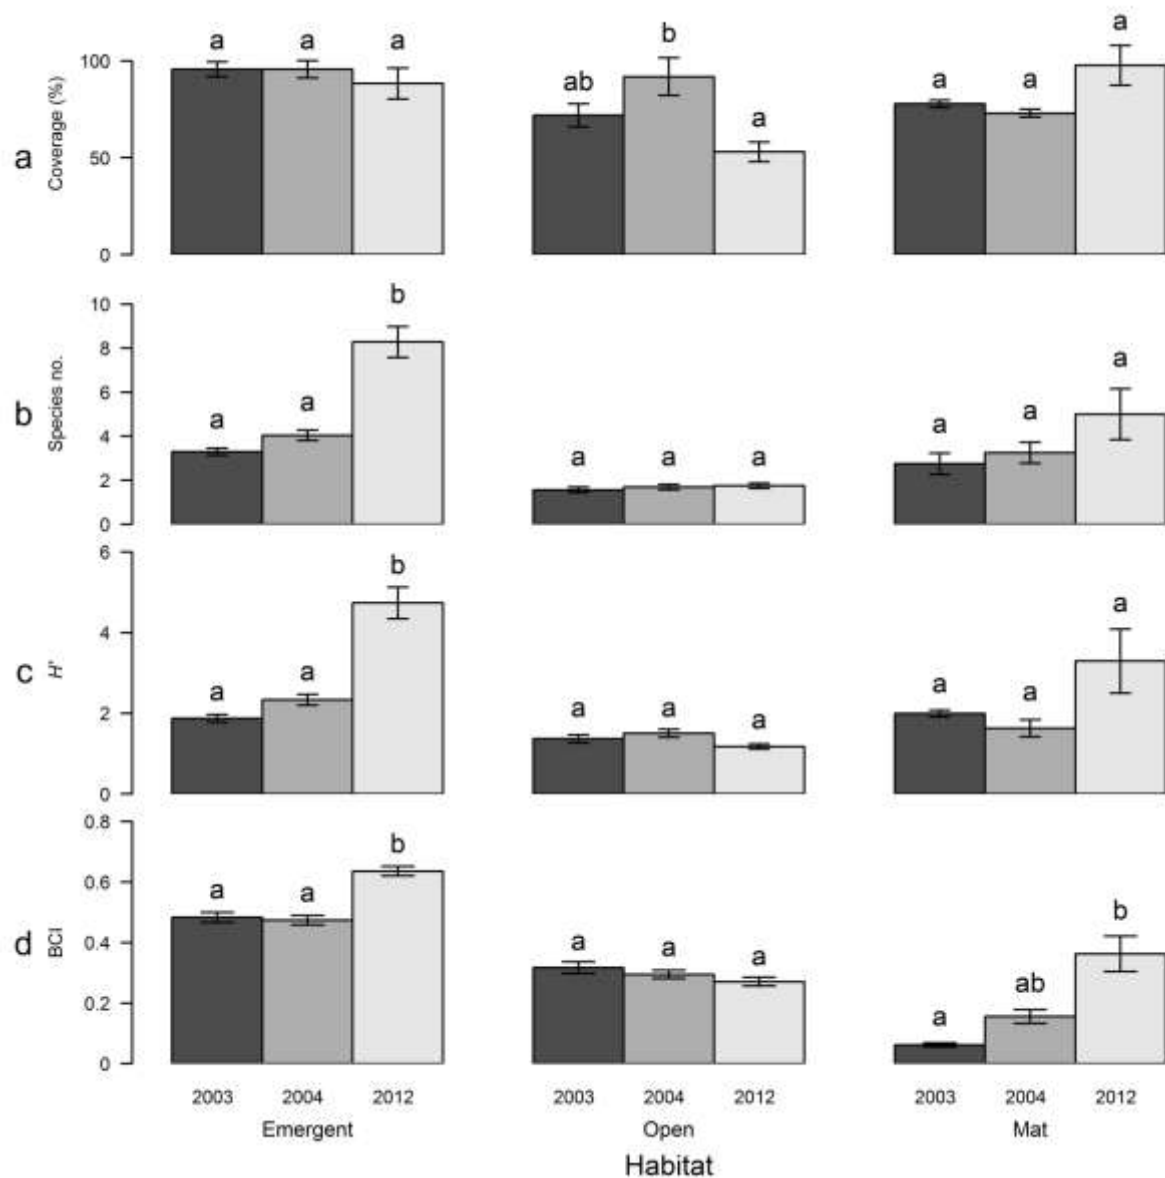 a a a ab b a a a a
a Coverage (%)
100
50
0
a a b a a a a a a
b Species no.
10
8
6
4
2
0
a a b a a a a a a
c H'
6
4
2
0
a a b a a a a ab b
d BCI
0.8
0.6
0.4
0.2
0
2003 2004 2012 2003 2004 2012 2003 2004 2012
Emergent Open Mat
Habitat